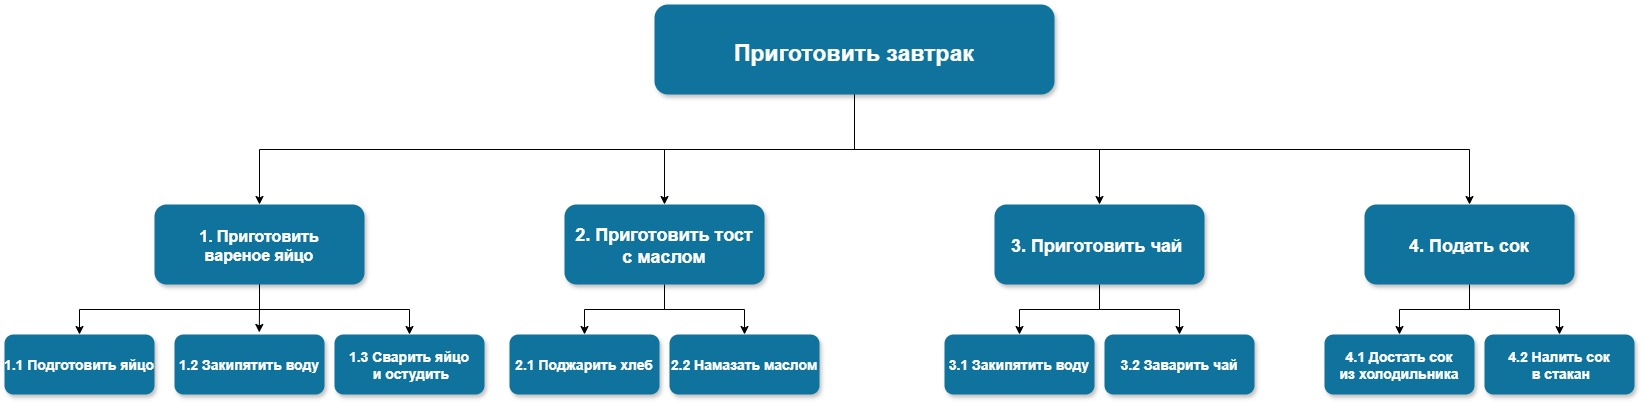 Приготовить завтрак
1. Приготовить
вареное яйцо
2. Приготовить тост
с маслом
3. Приготовить чай
4. Подать сок
1.1 Подготовить яйцо
1.2 Закипятить воду
1.3 Сварить яйцо
и остудить
2.1 Поджарить хлеб
2.2 Намазать маслом
3.1 Закипятить воду
3.2 Заварить чай
4.1 Достать сок
из холодильника
4.2 Налить сок
в стакан